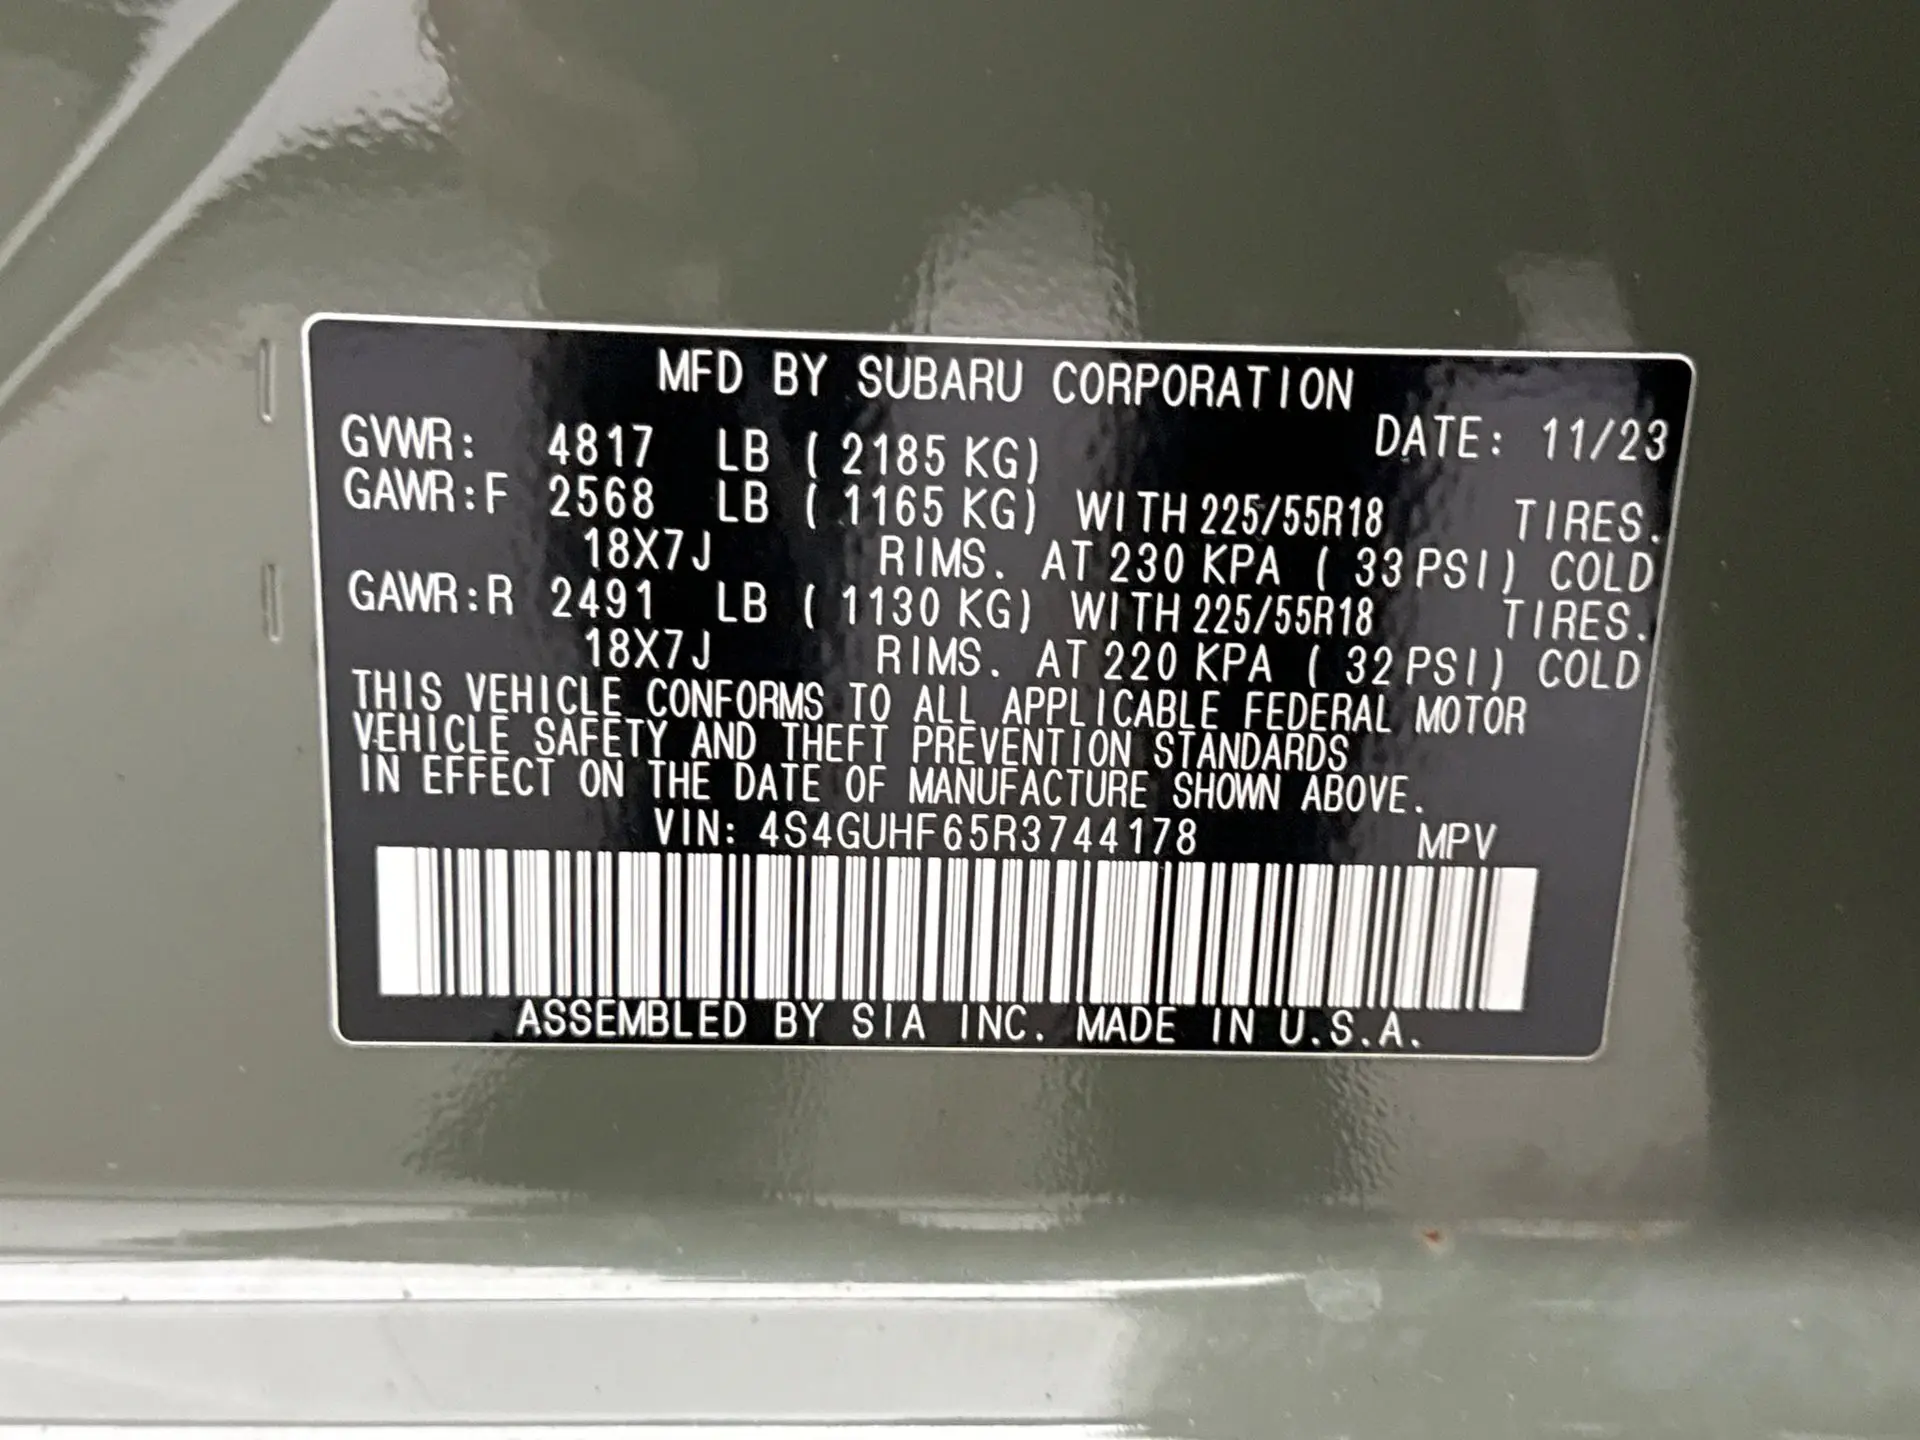 MFD BY SUBARU CORPORATION
DATE: 11/23
GVWR: 4817 LB ( 2185 KG)
GAWR:F 2568 LB ( 1165 KG) WITH 225/55R18 TIRES.
18X7J RIMS. AT 230 KPA ( 33 PSI) COLD
GAWR:R 2491 LB ( 1130 KG) WITH 225/55R18 TIRES.
18X7J RIMS. AT 220 KPA ( 32 PSI) COLD
THIS VEHICLE CONFORMS TO ALL APPLICABLE FEDERAL MOTOR
VEHICLE SAFETY AND THEFT PREVENTION STANDARDS
IN EFFECT ON THE DATE OF MANUFACTURE SHOWN ABOVE.
VIN: 4S4GUHF65R3744178 MPV
ASSEMBLED BY SIA INC. MADE IN U.S.A.